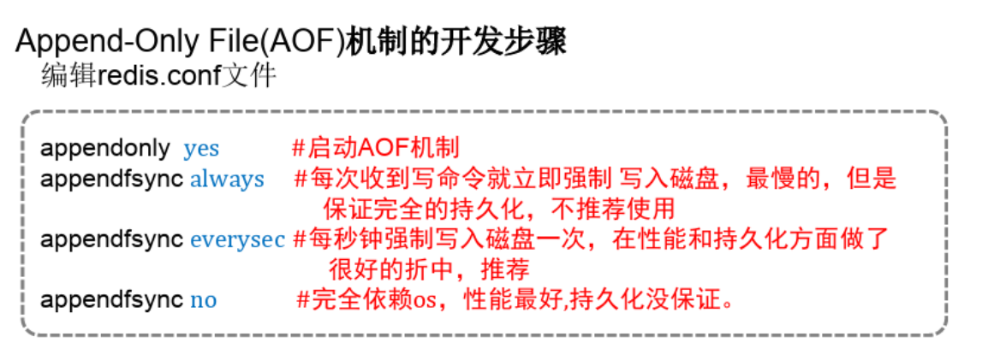 Append-Only File(AOF)机制的开发步骤
编辑redis.conf文件
appendonly yes #启动AOF机制
appendfsync always #每次收到写命令就立即强制 写入磁盘，最慢的，但是
保证完全的持久化，不推荐使用
appendfsync everysec #每秒钟强制写入磁盘一次，在性能和持久化方面做了
很好的折中，推荐
appendfsync no #完全依赖os，性能最好,持久化没保证。